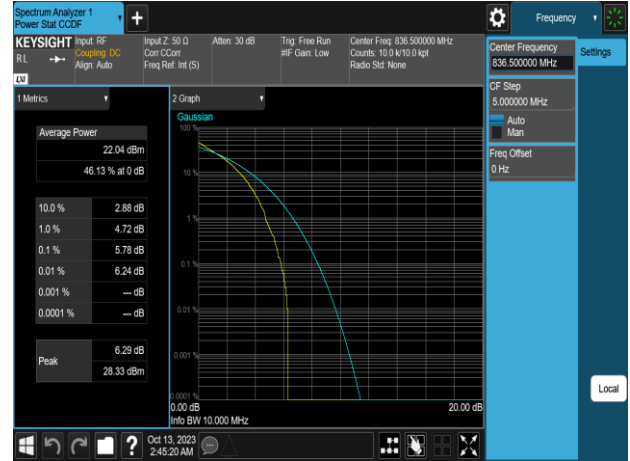 Spectrum Analyzer 1
Power Stat CCDF
Frequency
KEYSIGHT
RL
LXI
Input: RF
Coupling: DC
Align: Auto
Input Z: 50 Ω
Corr CCorr
Freq Ref: Int (S)
Atten: 30 dB
Trig: Free Run
#IF Gain: Low
Center Freq: 836.500000 MHz
Counts: 10.0 k/10.0 kpt
Radio Std: None
Center Frequency
836.500000 MHz
Settings
CF Step
5.000000 MHz
Auto
Man
Freq Offset
0 Hz
1 Metrics
Average Power
22.04 dBm
46.13 % at 0 dB
10.0 % 2.88 dB
1.0 % 4.72 dB
0.1 % 5.78 dB
0.01 % 6.24 dB
0.001 % --- dB
0.0001 % --- dB
Peak
6.29 dB
28.33 dBm
2 Graph
Gaussian
100 %
10 %
1 %
0.1 %
0.01 %
0.001 %
0.0001 %
0.00 dB 20.00 dB
Info BW 10.000 MHz
Local
?
Oct 13, 2023
2:45:20 AM